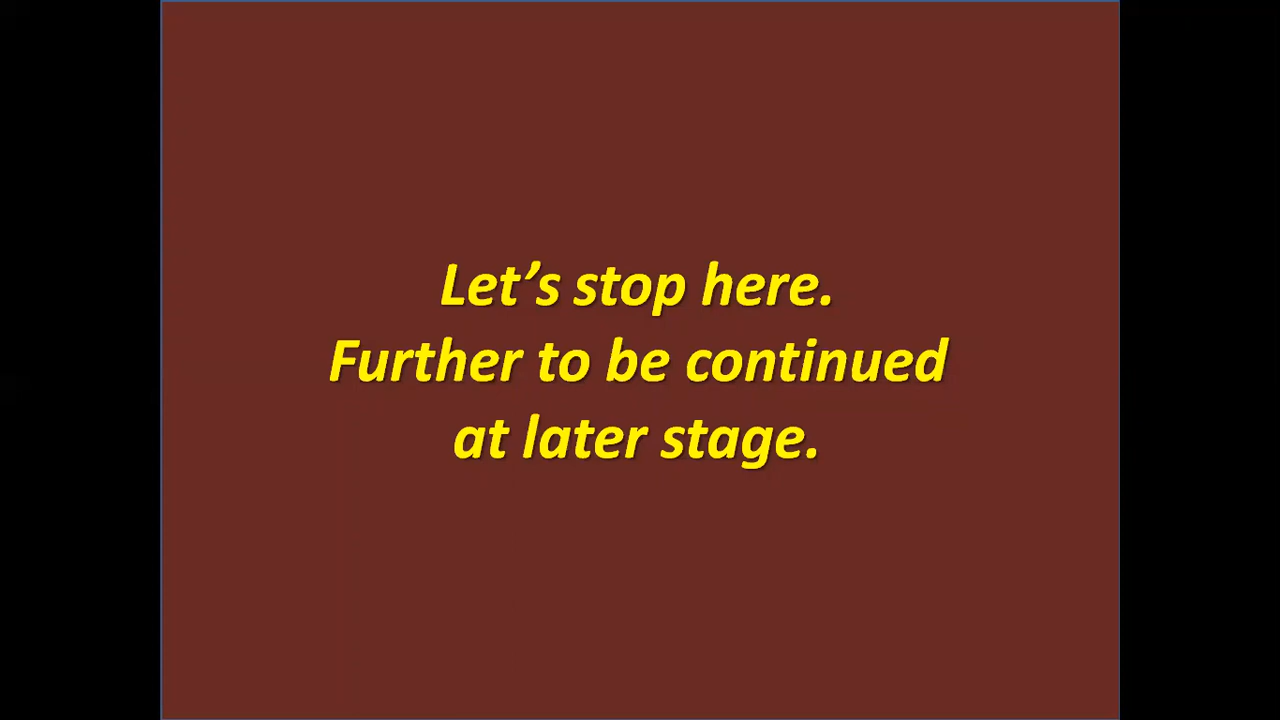 Let’s stop here.
Further to be continued
at later stage.